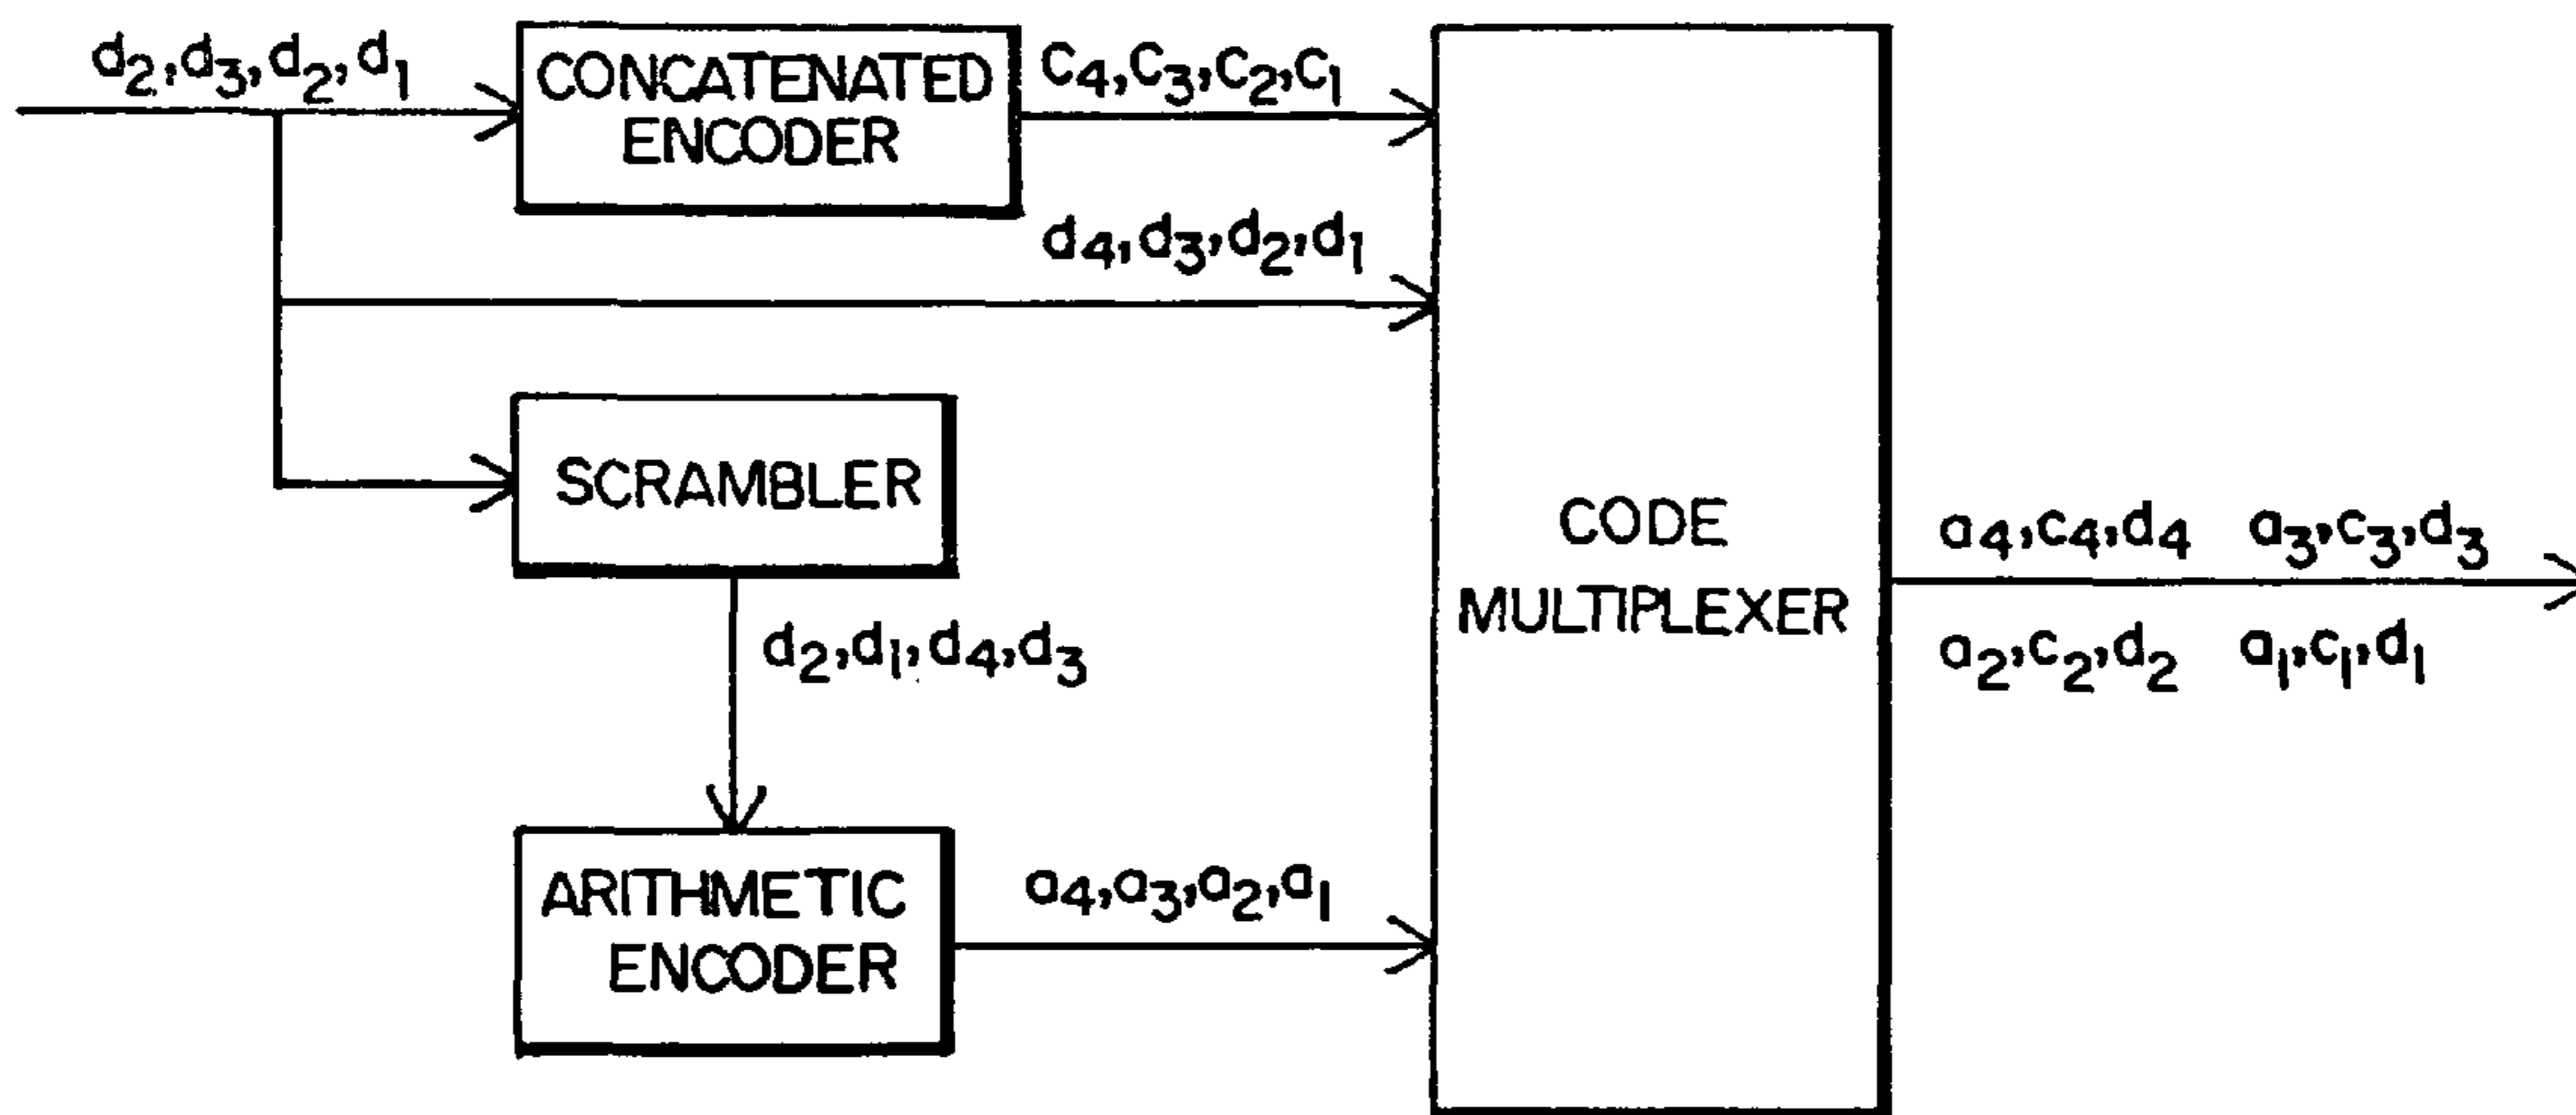 d₂,d₃,d₂,d₁
CONCATENATED
ENCODER
c₄,c₃,c₂,c₁
d₄,d₃,d₂,d₁
SCRAMBLER
d₂,d₁,d₄,d₃
ARITHMETIC
ENCODER
a₄,a₃,a₂,a₁
CODE
MULTIPLEXER
a₄,c₄,d₄ a₃,c₃,d₃
a₂,c₂,d₂ a₁,c₁,d₁